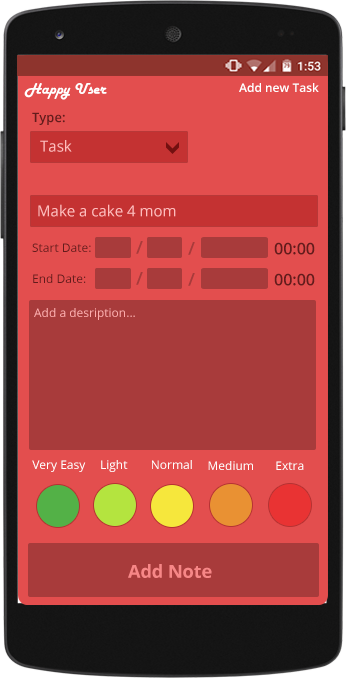 1:53
Happy User
Add new Task
Type:
Task
Make a cake 4 mom
Start Date: / / 00:00
End Date: / / 00:00
Add a desription...
Very Easy Light Normal Medium Extra
Add Note